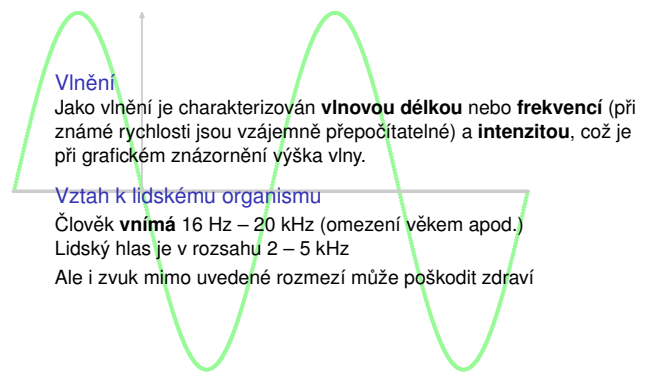 Vlnění
Jako vlnění je charakterizován vlnovou délkou nebo frekvencí (při
známé rychlosti jsou vzájemně přepočítatelné) a intenzitou, což je
při grafickém znázornění výška vlny.
Vztah k lidskému organismu
Člověk vnímá 16 Hz – 20 kHz (omezení věkem apod.)
Lidský hlas je v rozsahu 2 – 5 kHz
Ale i zvuk mimo uvedené rozmezí může poškodit zdraví